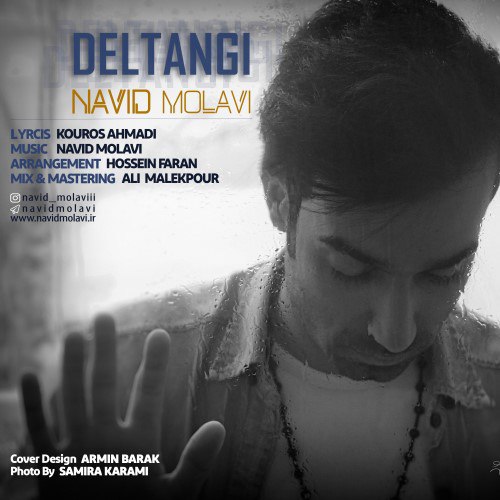 DELTANGI
NAVID MOLAVI
LYRCIS KOUROS AHMADI
MUSIC NAVID MOLAVI
ARRANGEMENT HOSSEIN FARAN
MIX & MASTERING ALI MALEKPOUR
navid_molaviii
navidmolavi
www.navidmolavi.ir
Cover Design ARMIN BARAK
Photo By SAMIRA KARAMI